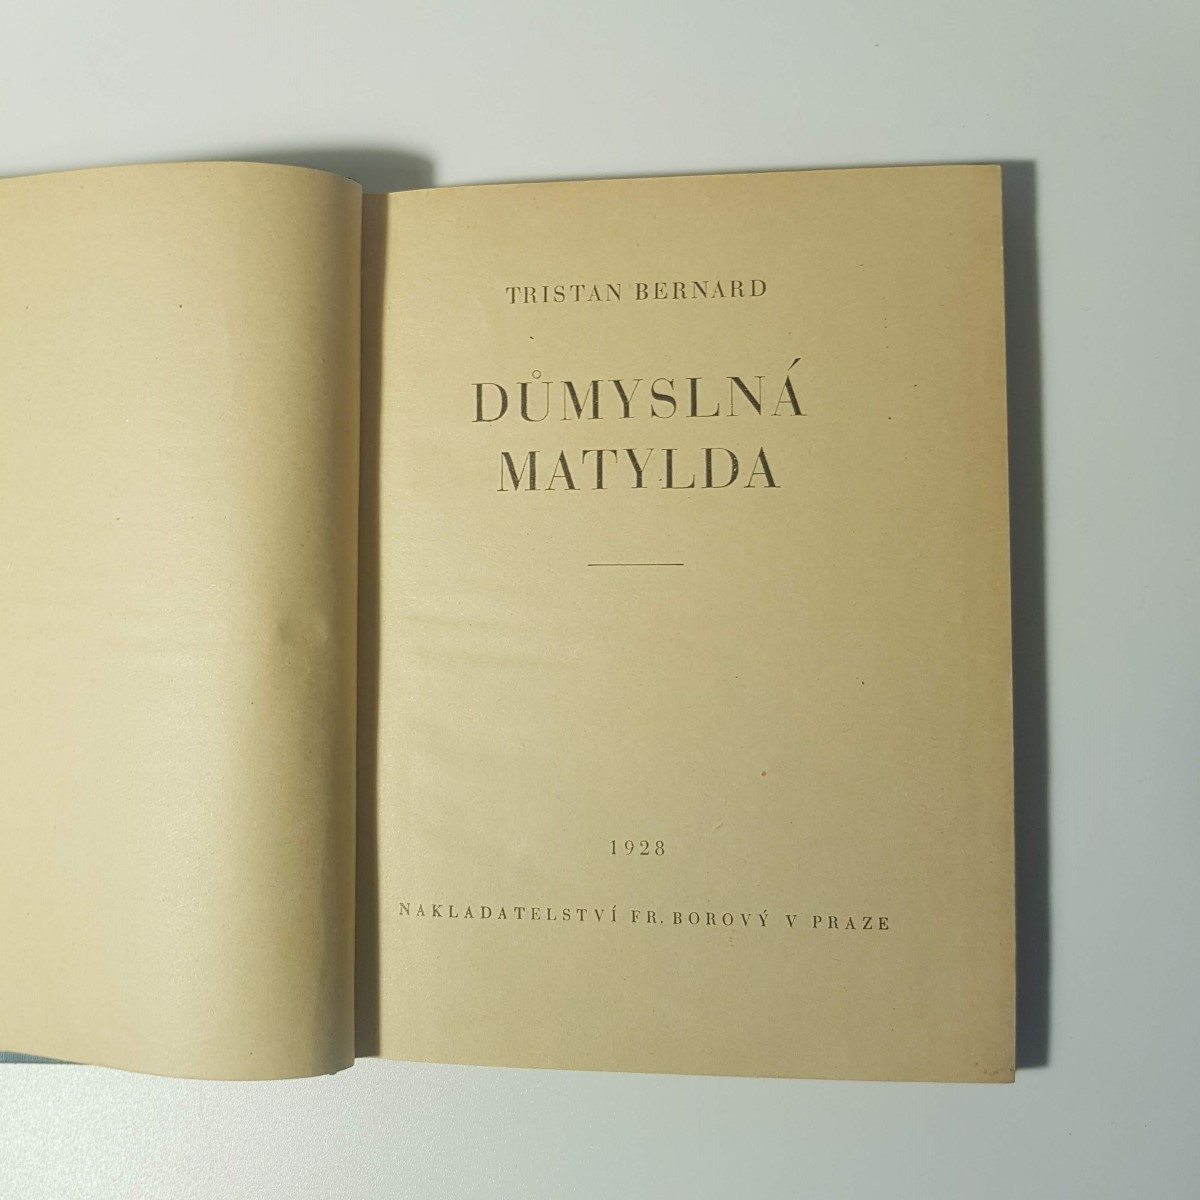 TRISTAN BERNARD
DŮMYSLNÁ
MATYLDA
1928
NAKLADATELSTVÍ FR. BOROVÝ V PRAZE